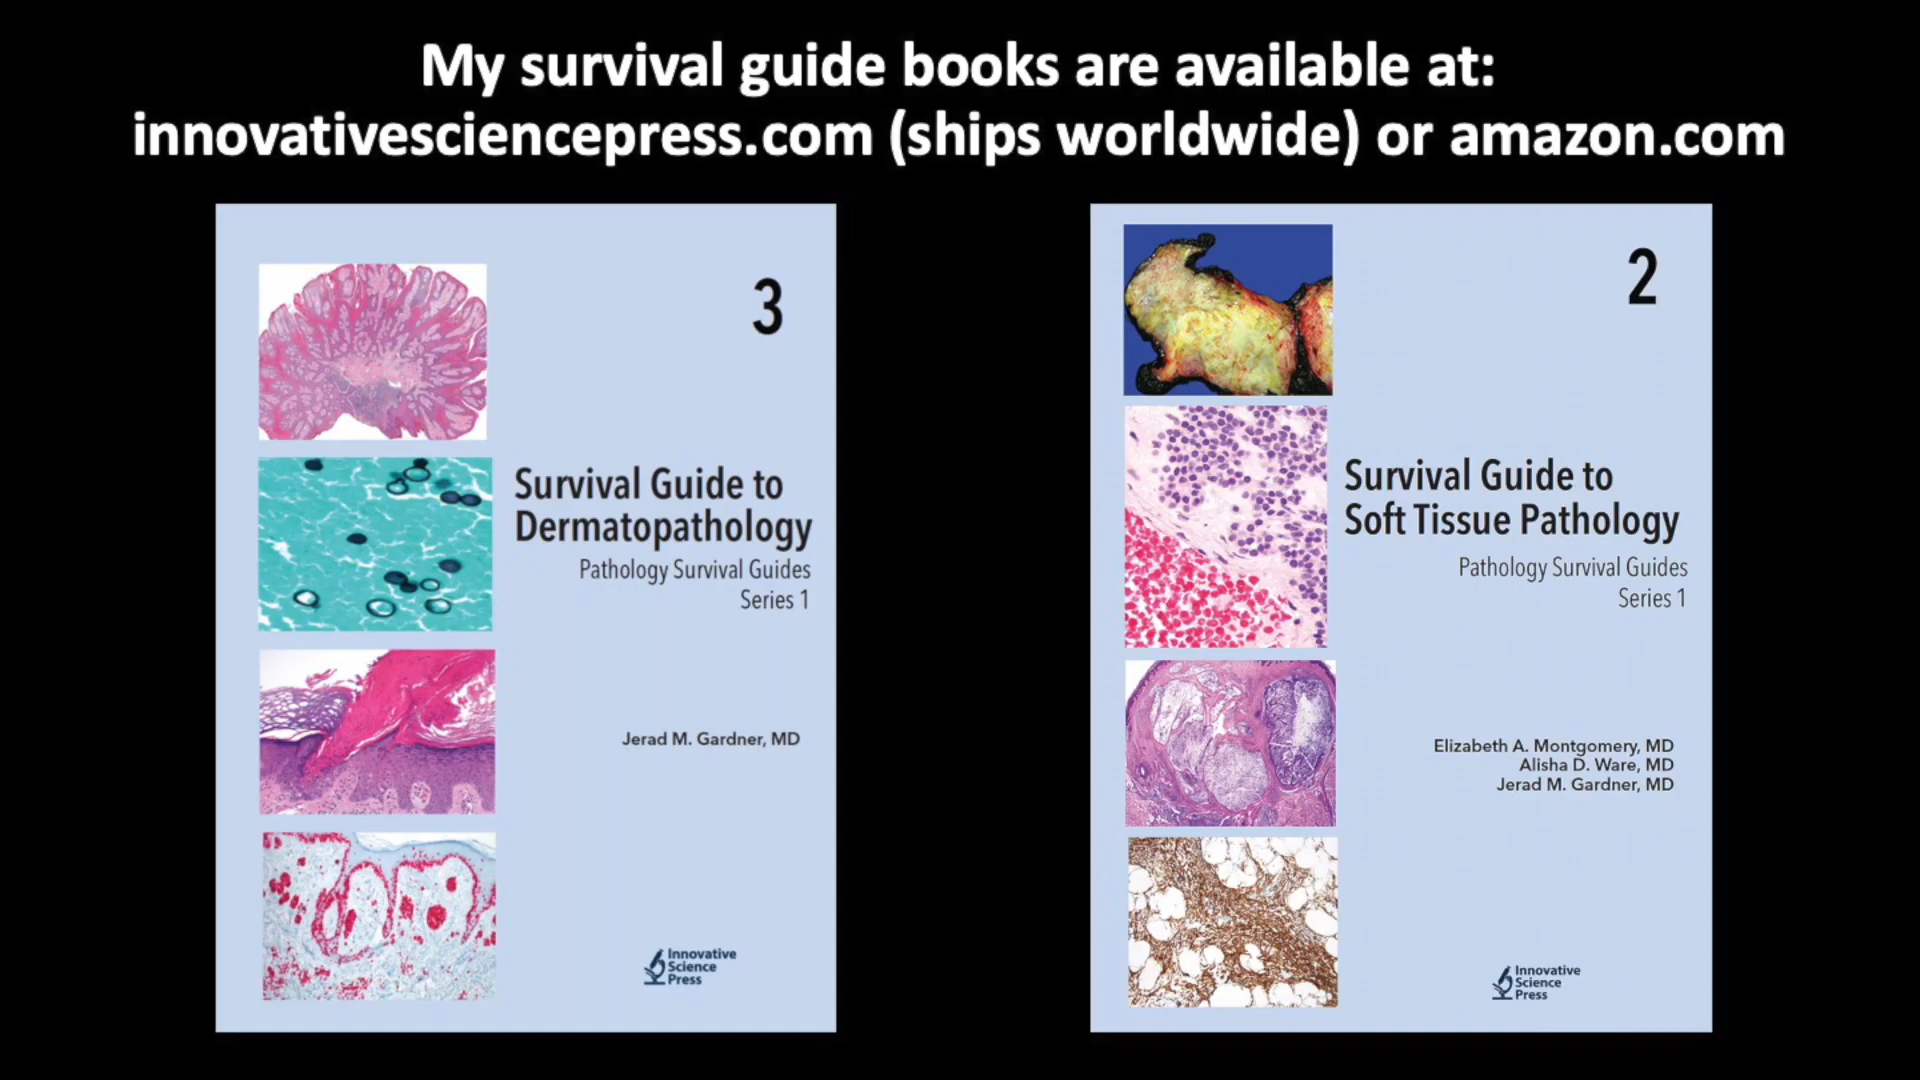 My survival guide books are available at:
innovativesciencepress.com (ships worldwide) or amazon.com
3
Survival Guide to
Dermatopathology
Pathology Survival Guides
Series 1
Jerad M. Gardner, MD
Innovative
Science
Press
2
Survival Guide to
Soft Tissue Pathology
Pathology Survival Guides
Series 1
Elizabeth A. Montgomery, MD
Alisha D. Ware, MD
Jerad M. Gardner, MD
Innovative
Science
Press